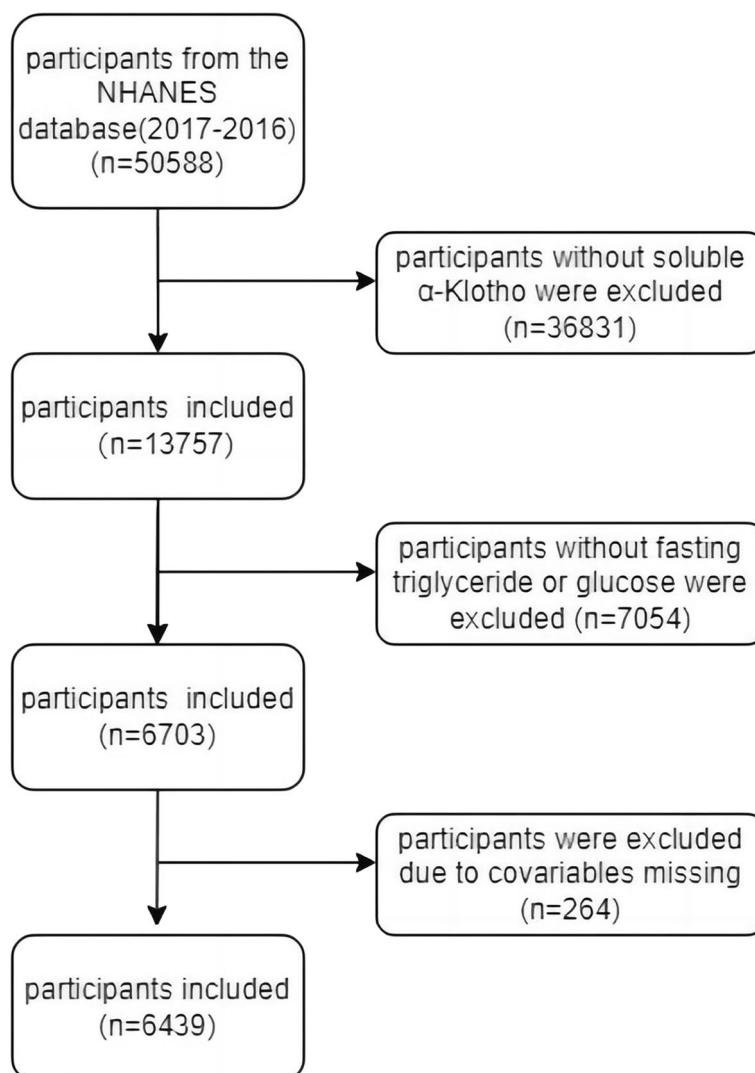 participants from the
NHANES
database(2017-2016)
(n=50588)
participants without soluble
α-Klotho were excluded
(n=36831)
participants included
(n=13757)
participants without fasting
triglyceride or glucose were
excluded (n=7054)
participants included
(n=6703)
participants were excluded
due to covariables missing
(n=264)
participants included
(n=6439)